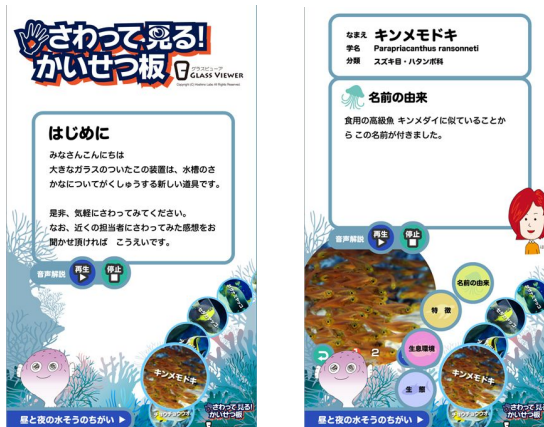 さわって見る!
かいせつ板
グラスビューア
GLASS VIEWER
はじめに
みなさんこんにちは
大きなガラスのついたこの装置は、水槽のさ
かなについてがくしゅうする新しい道具です。
是非、気軽にさわってみてください。
なお、近くの担当者にさわってみた感想をお
聞かせ頂ければ　こうえいです。
音声解説
再生
停止
キンメモドキ
昼と夜の水そうのちがい
さわって見る!
かいせつ板
なまえ キンメモドキ
学名 Parapriacanthus ransonneti
分類 スズキ目・ハタンポ科
名前の由来
食用の高級魚 キンメダイに似ていることか
ら この名前が付きました。
音声解説
再生
停止
名前の由来
特 徴
生息環境
生 態
2
キンメモドキ
昼と夜の水そうのちがい
さわって見る!
かいせつ板